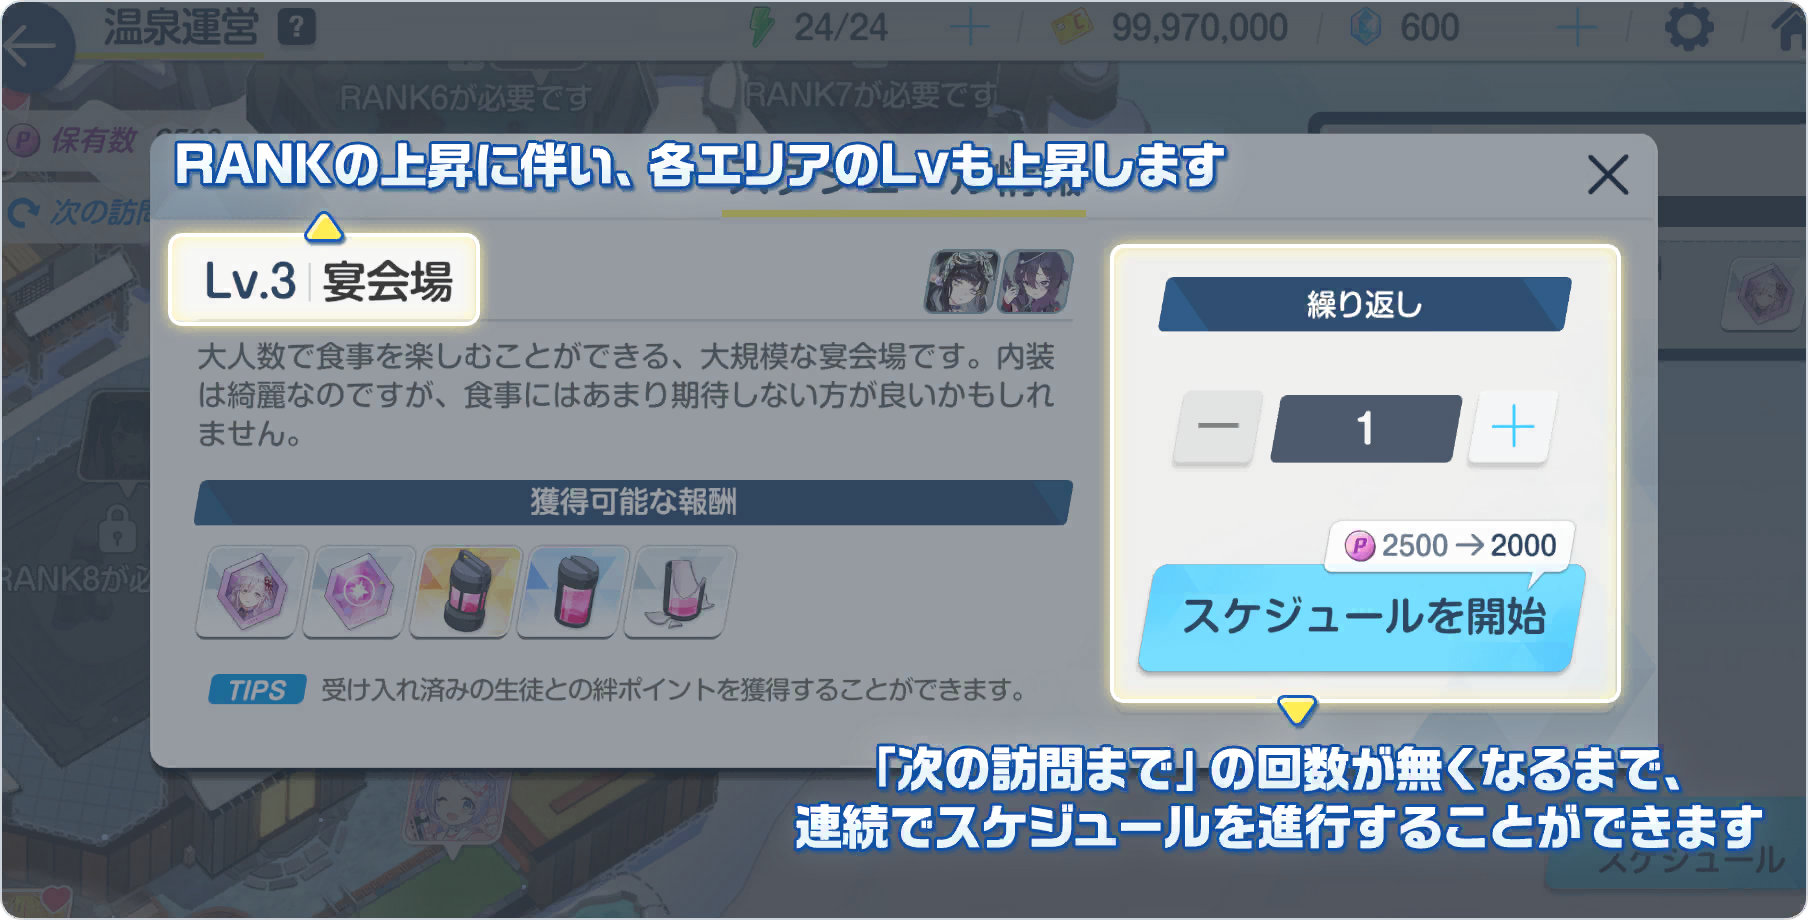 温泉運営 ?
24/24
99,970,000
600
RANK6が必要です
RANK7が必要です
P 保有数
RANKの上昇に伴い、各エリアのLvも上昇します
次の訪問
Lv.3 宴会場
大人数で食事を楽しむことができる、大規模な宴会場です。内装
は綺麗なのですが、食事にはあまり期待しない方が良いかもしれ
ません。
獲得可能な報酬
TIPS 受け入れ済みの生徒との絆ポイントを獲得することができます。
繰り返し
1
P 2500→2000
スケジュールを開始
RANK8が必
「次の訪問まで」の回数が無くなるまで、
連続でスケジュールを進行することができます
スケジュール